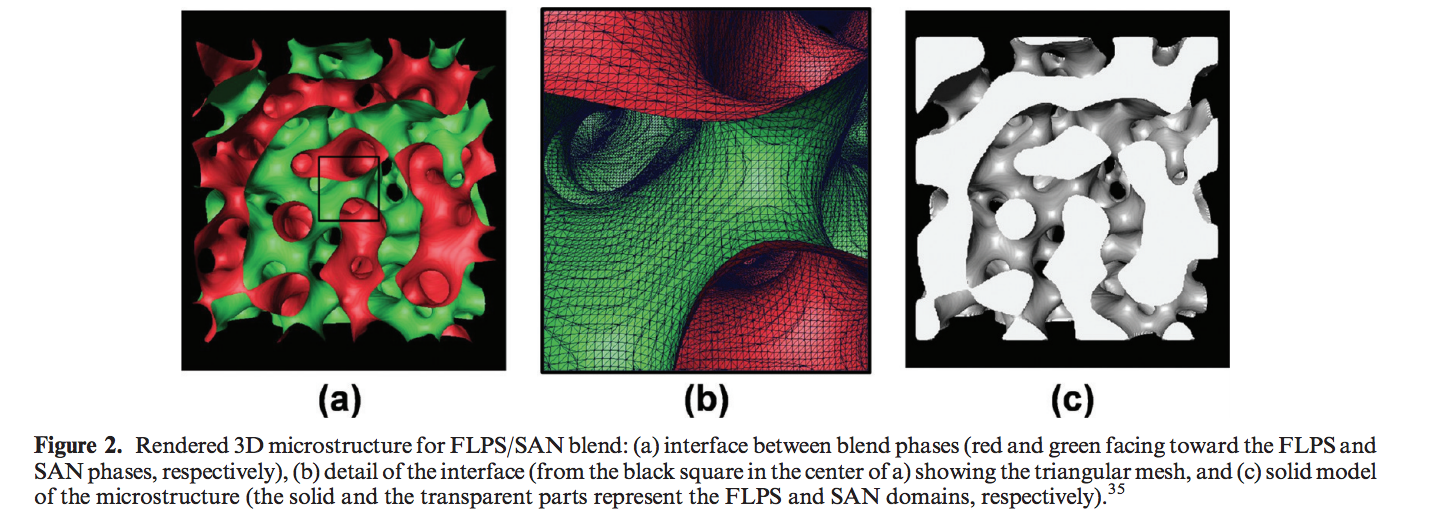 (a) (b) (c)
Figure 2. Rendered 3D microstructure for FLPS/SAN blend: (a) interface between blend phases (red and green facing toward the FLPS and
SAN phases, respectively), (b) detail of the interface (from the black square in the center of a) showing the triangular mesh, and (c) solid model
of the microstructure (the solid and the transparent parts represent the FLPS and SAN domains, respectively).35